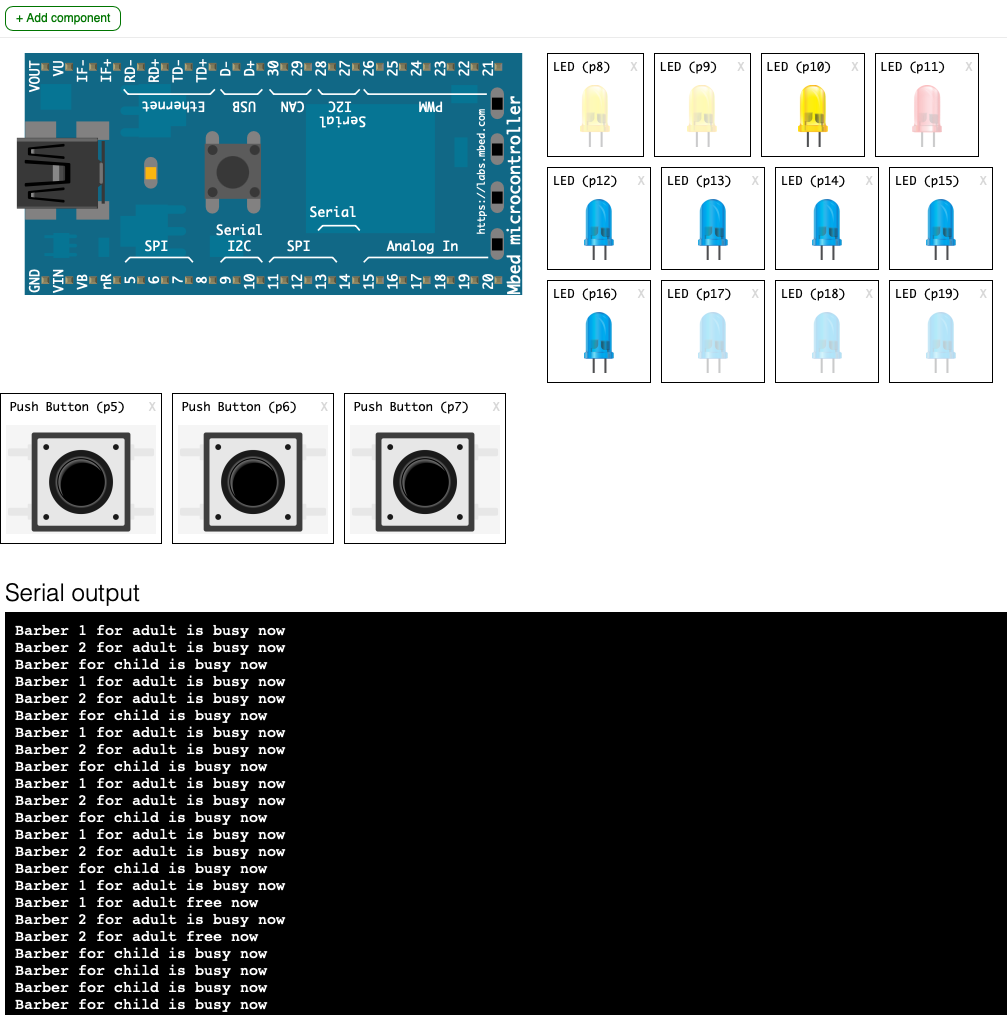 + Add component
VOUT VU IF- IF+ RD- RD+ TD- TD+ D- D+ 30 29 28 27 26 25 24 23 22 21
Ethernet USB CAN I2C PWM
Serial
https://labs.mbed.com
Mbed microcontroller
Serial
Serial
SPI I2C SPI Analog In
GND VIN VB nR 5 6 7 8 9 10 11 12 13 14 15 16 17 18 19 20
LED (p8) X LED (p9) X LED (p10) X LED (p11) X
LED (p12) X LED (p13) X LED (p14) X LED (p15) X
LED (p16) X LED (p17) X LED (p18) X LED (p19) X
Push Button (p5) X Push Button (p6) X Push Button (p7) X
Serial output
Barber 1 for adult is busy now
Barber 2 for adult is busy now
Barber for child is busy now
Barber 1 for adult is busy now
Barber 2 for adult is busy now
Barber for child is busy now
Barber 1 for adult is busy now
Barber 2 for adult is busy now
Barber for child is busy now
Barber 1 for adult is busy now
Barber 2 for adult is busy now
Barber for child is busy now
Barber 1 for adult is busy now
Barber 2 for adult is busy now
Barber for child is busy now
Barber 1 for adult is busy now
Barber 1 for adult free now
Barber 2 for adult is busy now
Barber 2 for adult free now
Barber for child is busy now
Barber for child is busy now
Barber for child is busy now
Barber for child is busy now